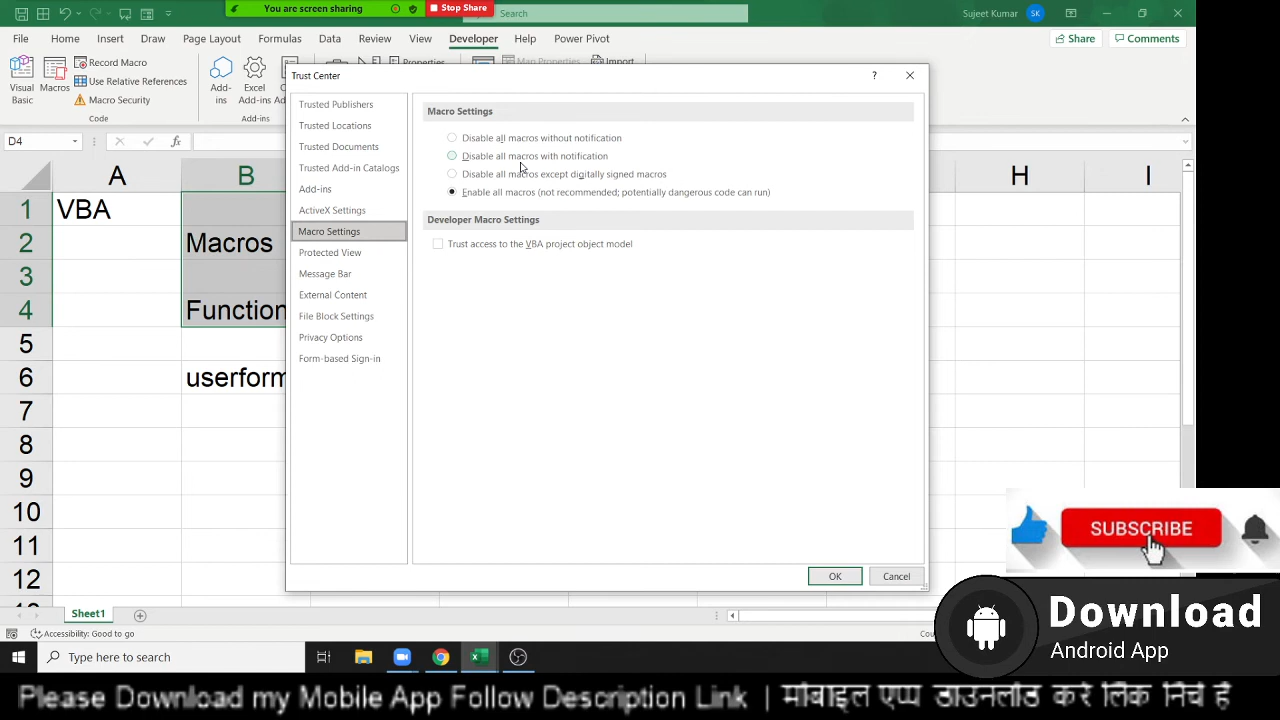 You are screen sharing
Stop Share
Search
Sujeet Kumar
SK
File Home Insert Draw Page Layout Formulas Data Review View Developer Help Power Pivot
Share Comments
Visual Basic
Macros
Record Macro
Use Relative References
Macro Security
Code
Add-ins
Excel Add-ins
Add-ins
Properties
Map Properties
Import
D4
fx
A B H I
1 VBA
2 Macros
3
4 Function
5
6 userform
7
8
9
10
11
12
Trust Center
?
Trusted Publishers
Trusted Locations
Trusted Documents
Trusted Add-in Catalogs
Add-ins
ActiveX Settings
Macro Settings
Protected View
Message Bar
External Content
File Block Settings
Privacy Options
Form-based Sign-in
Macro Settings
Disable all macros without notification
Disable all macros with notification
Disable all macros except digitally signed macros
Enable all macros (not recommended; potentially dangerous code can run)
Developer Macro Settings
Trust access to the VBA project object model
OK Cancel
SUBSCRIBE
Download
Android App
Sheet1
Accessibility: Good to go
Type here to search
Please Download my Mobile App Follow Description Link | मोबाइल एप्प डाउनलोड करे लिंक निचे है